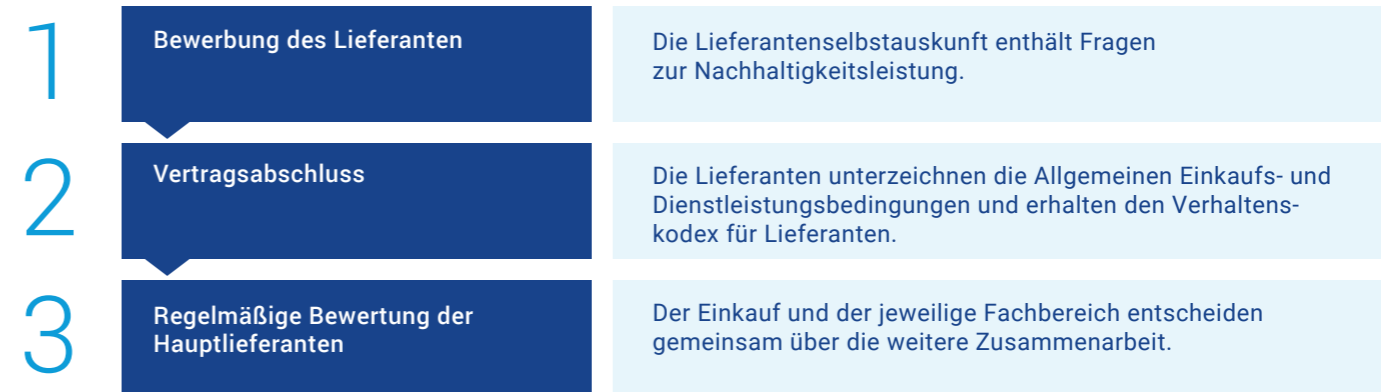 1
Bewerbung des Lieferanten
Die Lieferantenselbstauskunft enthält Fragen
zur Nachhaltigkeitsleistung.
2
Vertragsabschluss
Die Lieferanten unterzeichnen die Allgemeinen Einkaufs- und
Dienstleistungsbedingungen und erhalten den Verhaltens-
kodex für Lieferanten.
3
Regelmäßige Bewertung der
Hauptlieferanten
Der Einkauf und der jeweilige Fachbereich entscheiden
gemeinsam über die weitere Zusammenarbeit.